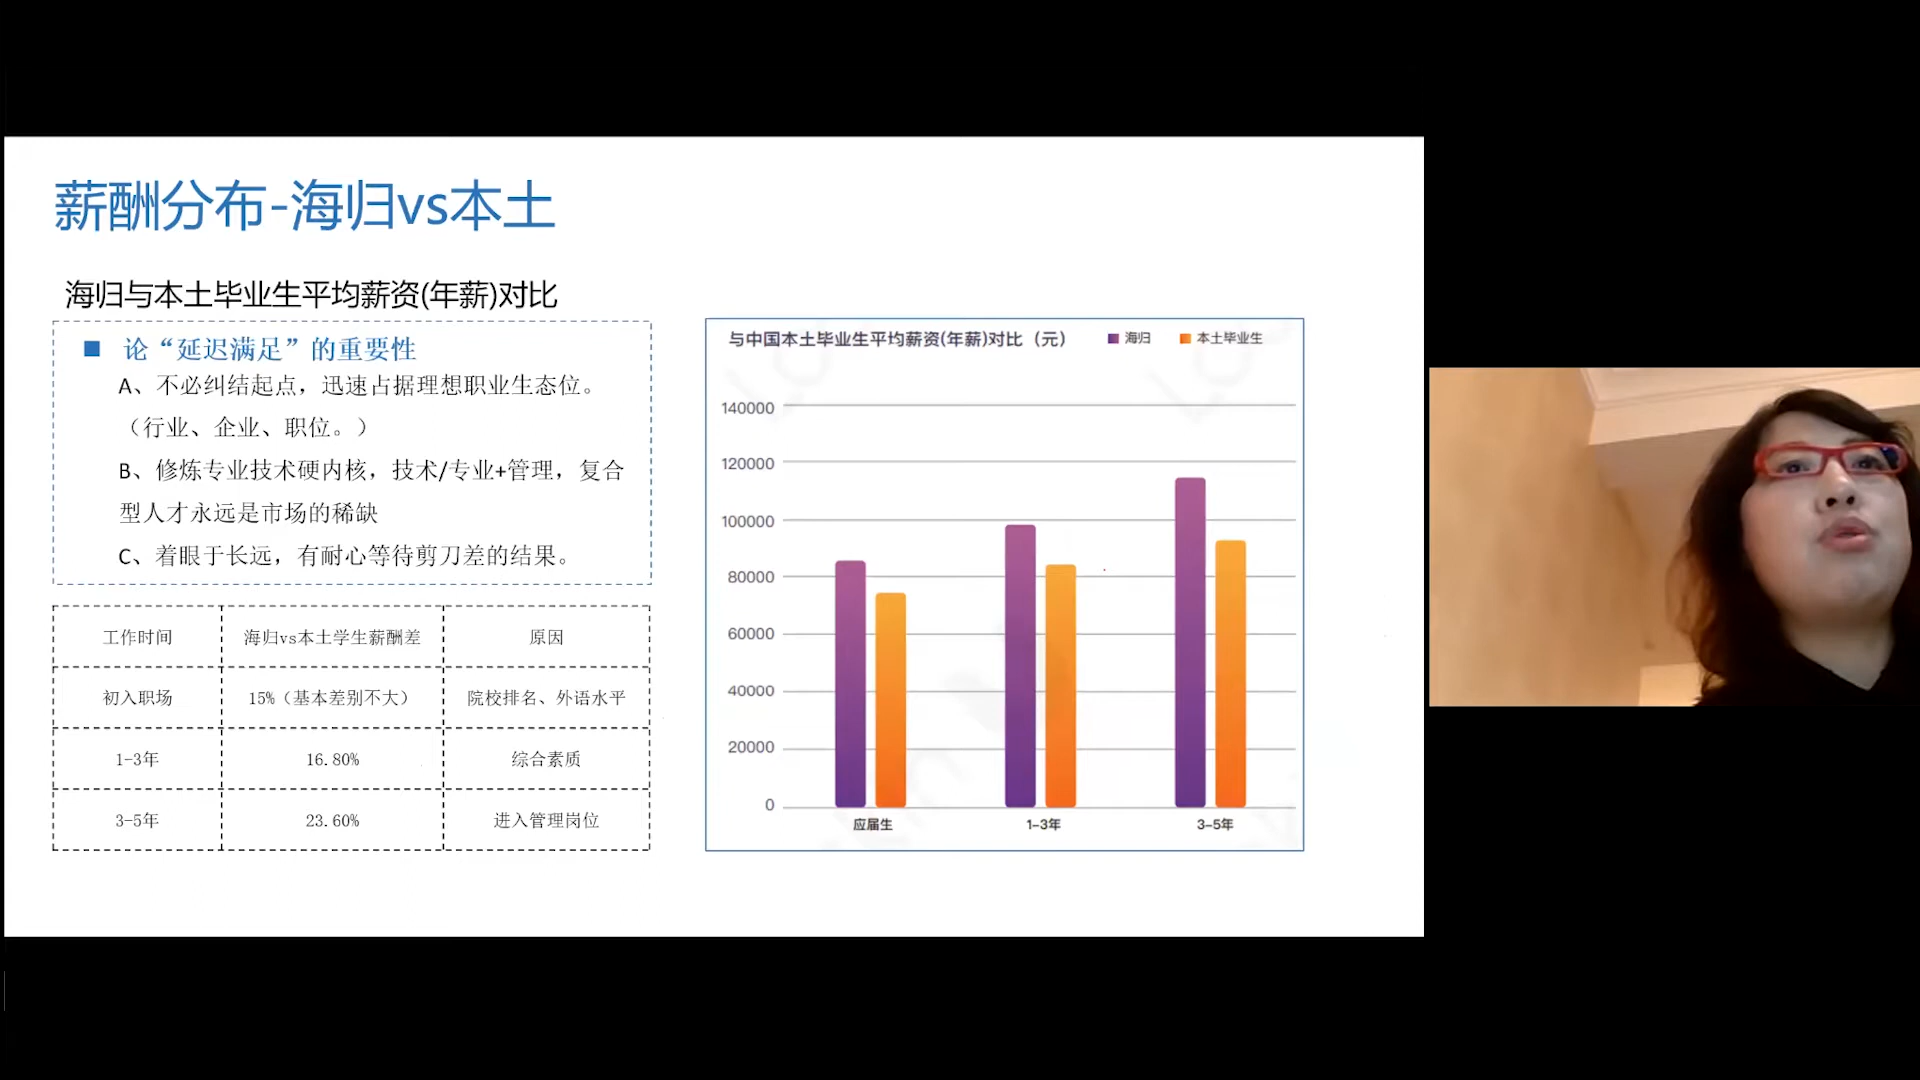 薪酬分布-海归vs本土
海归与本土毕业生平均薪资(年薪)对比
论“延迟满足”的重要性
A、不必纠结起点，迅速占据理想职业生态位。
（行业、企业、职位。）
B、修炼专业技术硬内核，技术/专业+管理，复合
型人才永远是市场的稀缺
C、着眼于长远，有耐心等待剪刀差的结果。
工作时间 海归vs本土学生薪酬差 原因
初入职场 15%（基本差别不大） 院校排名、外语水平
1-3年 16.80% 综合素质
3-5年 23.60% 进入管理岗位
与中国本土毕业生平均薪资(年薪)对比（元） 海归 本土毕业生
140000
120000
100000
80000
60000
40000
20000
0
应届生 1-3年 3-5年